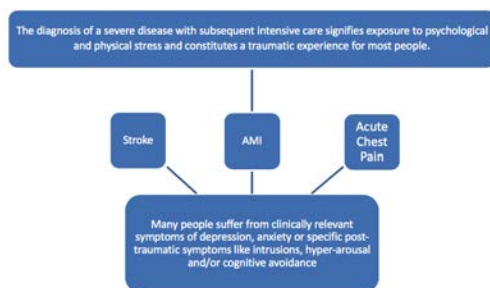 The diagnosis of a severe disease with subsequent intensive care signifies exposure to psychological
and physical stress and constitutes a traumatic experience for most people.
Stroke
AMI
Acute
Chest
Pain
Many people suffer from clinically relevant
symptoms of depression, anxiety or specific post-
traumatic symptoms like intrusions, hyper-arousal
and/or cognitive avoidance